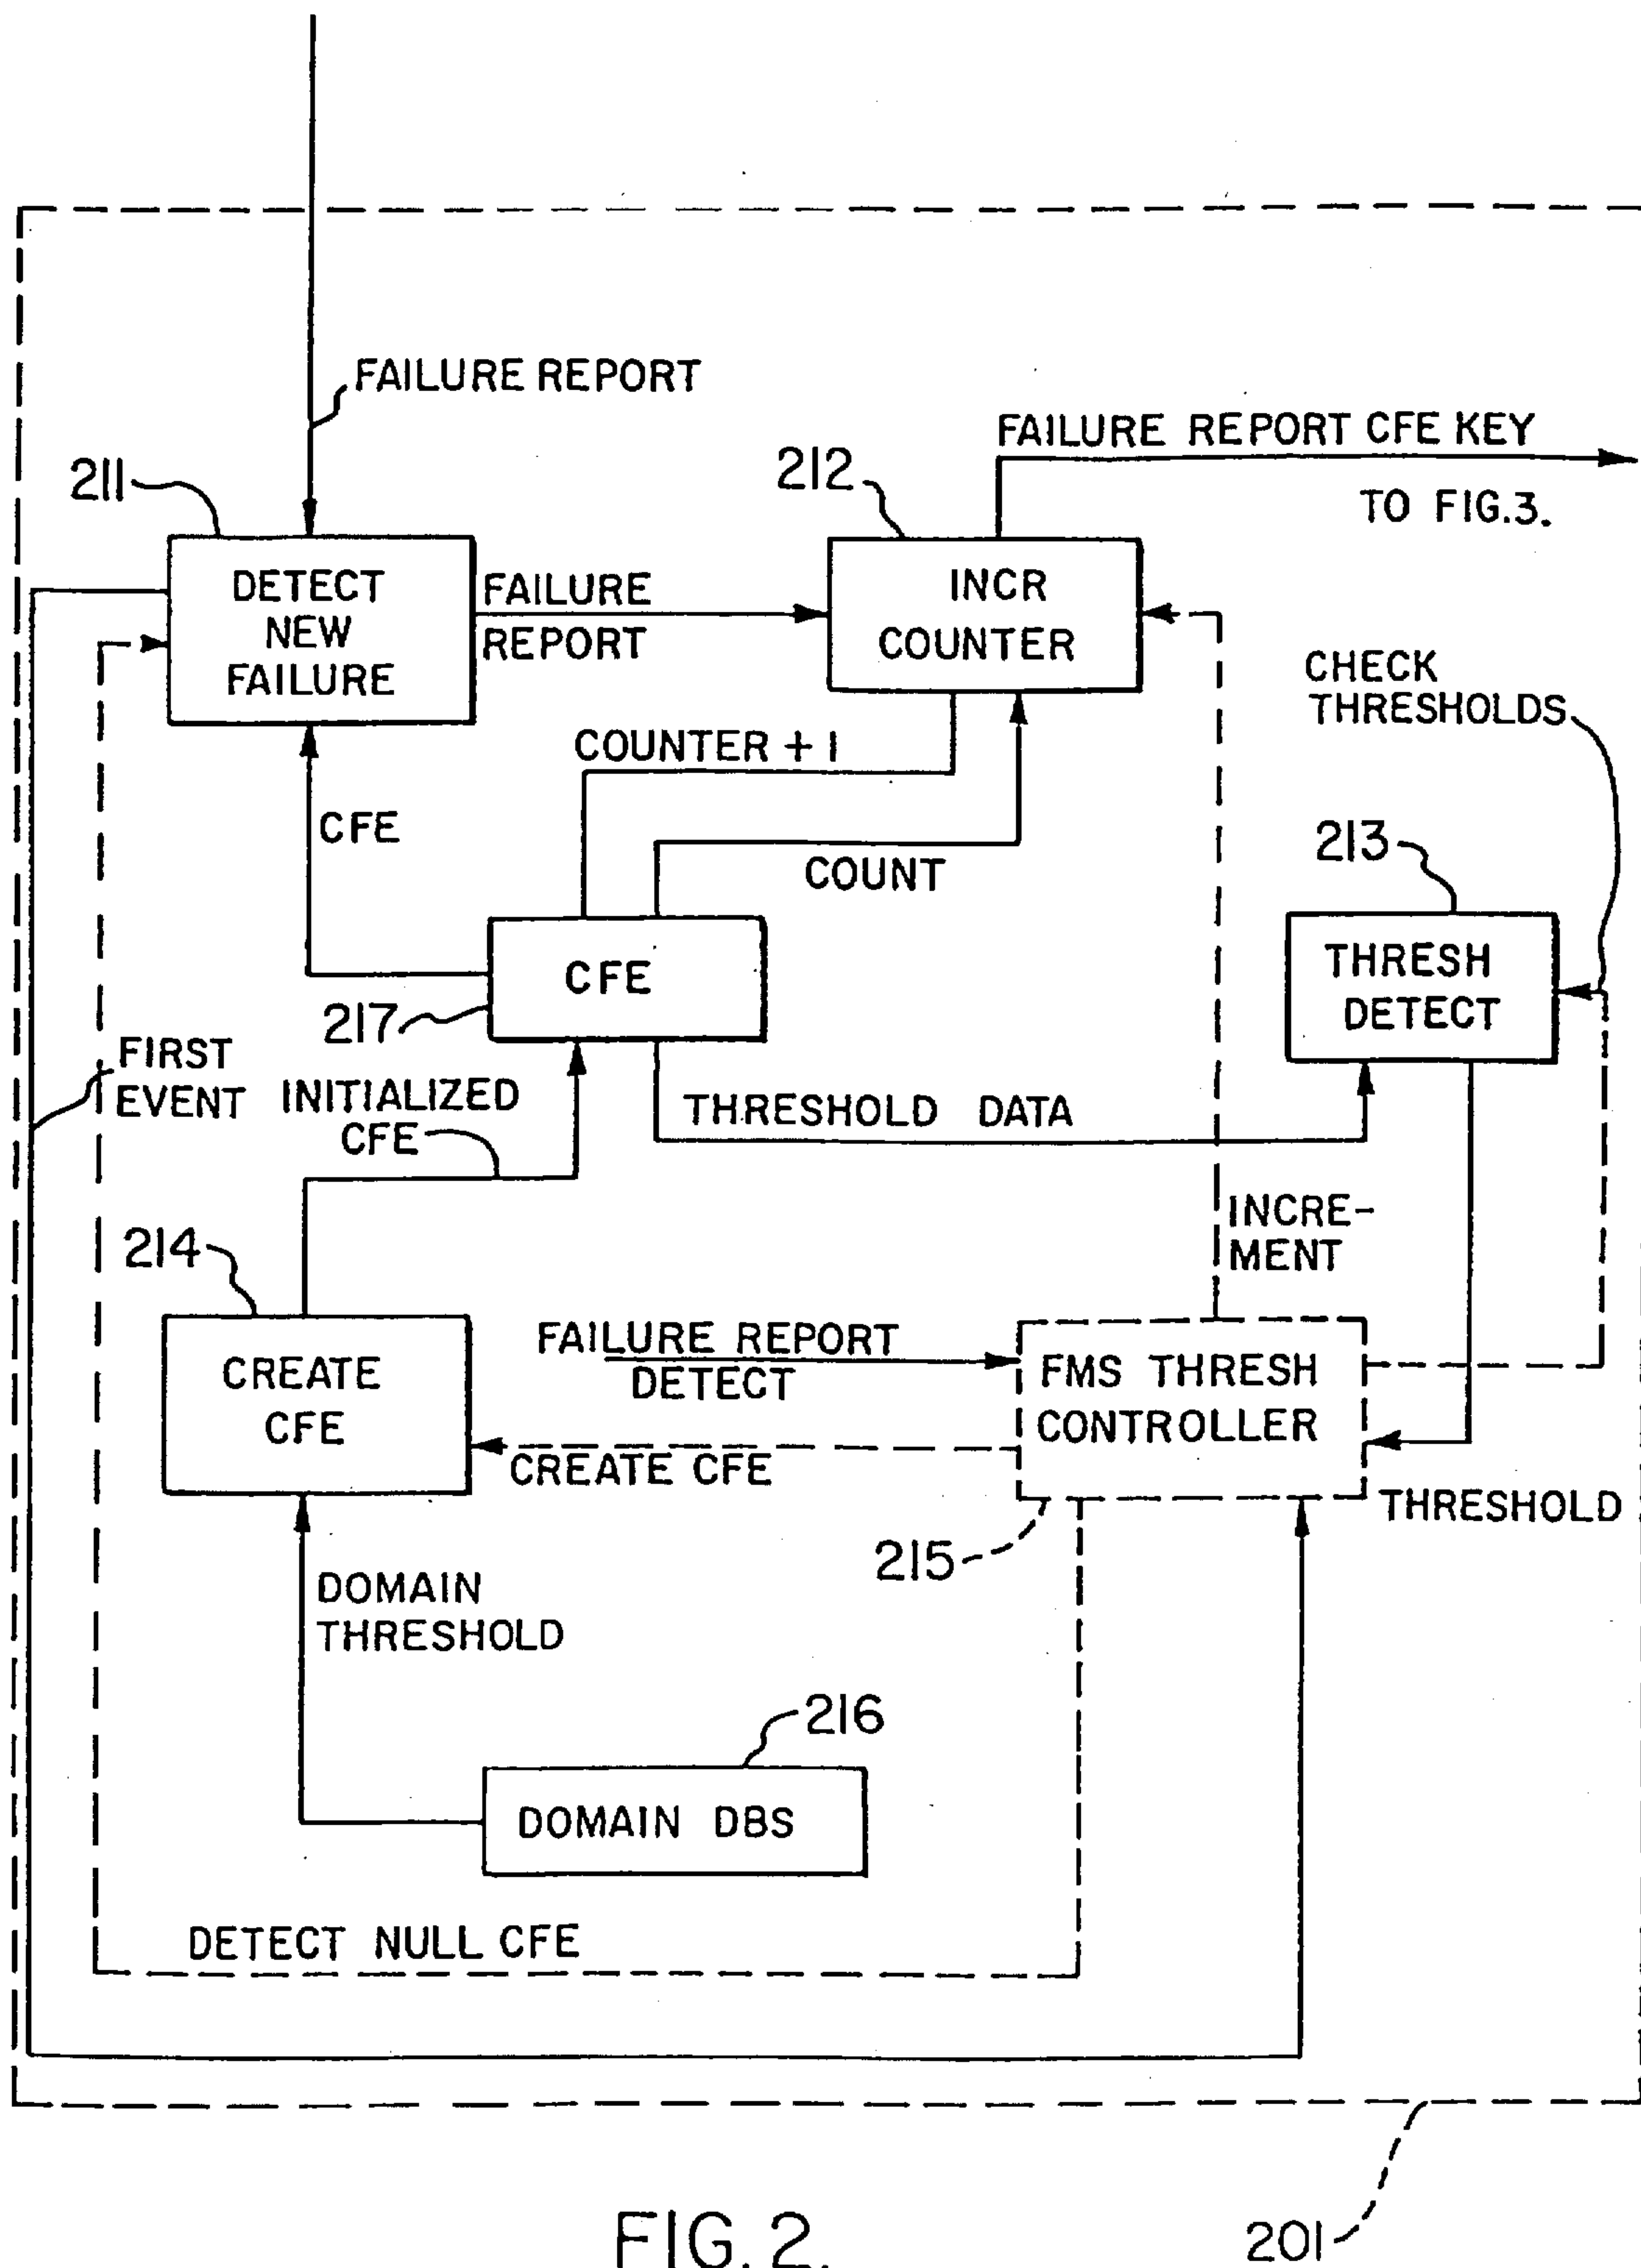 FAILURE REPORT
FAILURE REPORT CFE KEY
TO FIG.3.
211
212
DETECT
NEW
FAILURE
FAILURE
REPORT
INCR
COUNTER
CHECK
THRESHOLDS
COUNTER + 1
CFE
COUNT
213
CFE
217
THRESH
DETECT
FIRST
EVENT
INITIALIZED
CFE
THRESHOLD DATA
INCRE-
MENT
214
CREATE
CFE
FAILURE REPORT
DETECT
FMS THRESH
CONTROLLER
CREATE CFE
THRESHOLD
215
DOMAIN
THRESHOLD
216
DOMAIN DBS
DETECT NULL CFE
201
FIG. 2.